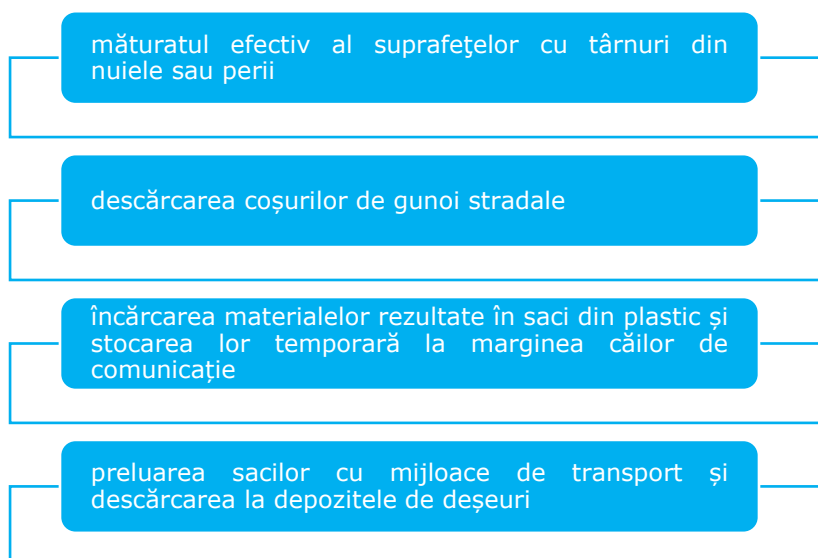 măturatul efectiv al suprafeţelor cu târnuri din
nuiele sau perii
descărcarea coșurilor de gunoi stradale
încărcarea materialelor rezultate în saci din plastic și
stocarea lor temporară la marginea căilor de
comunicație
preluarea sacilor cu mijloace de transport și
descărcarea la depozitele de deșeuri